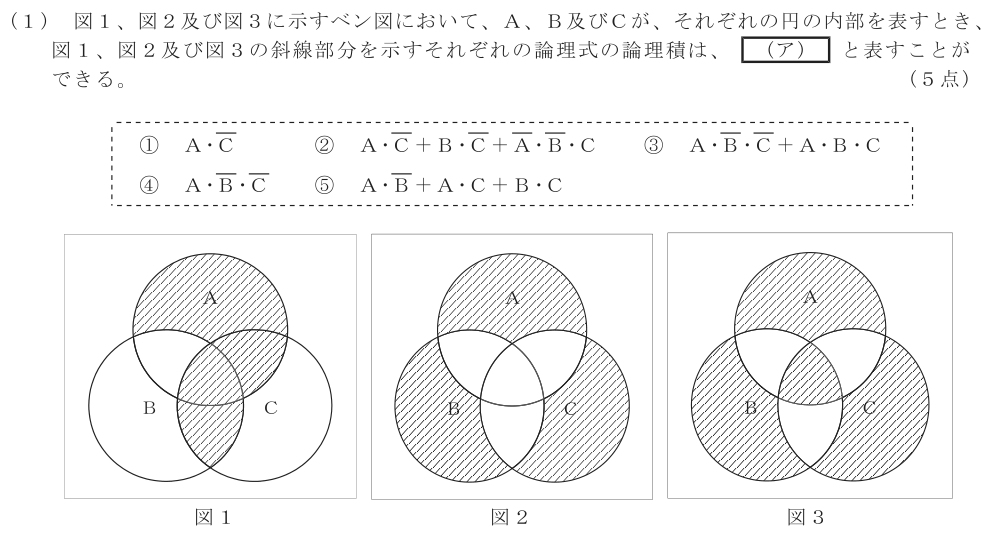 （１） 図１、図２及び図３に示すベン図において、Ａ、Ｂ及びＣが、それぞれの円の内部を表すとき、
図１、図２及び図３の斜線部分を示すそれぞれの論理式の論理積は、 （ア） と表すことが
できる。 （５点）
① Ａ・C̅ ② Ａ・C̅＋Ｂ・C̅＋A̅・B̅・Ｃ ③ Ａ・B̅・C̅＋Ａ・Ｂ・Ｃ
④ Ａ・B̅・C̅ ⑤ Ａ・B̅＋Ａ・Ｃ＋Ｂ・Ｃ
A A A
B C B C B C
図１ 図２ 図３